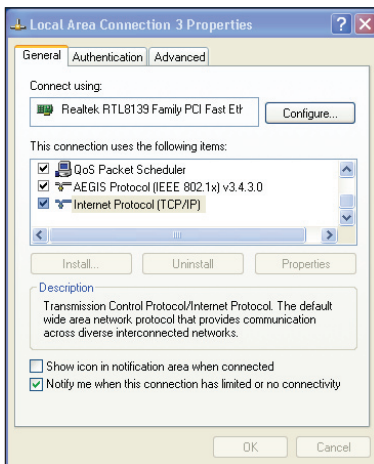 Local Area Connection 3 Properties
General Authentication Advanced
Connect using:
Realtek RTL8139 Family PCI Fast Eth
Configure...
This connection uses the following items:
QoS Packet Scheduler
AEGIS Protocol (IEEE 802.1x) v3.4.3.0
Internet Protocol (TCP/IP)
Install... Uninstall Properties
Description
Transmission Control Protocol/Internet Protocol. The default
wide area network protocol that provides communication
across diverse interconnected networks.
Show icon in notification area when connected
Notify me when this connection has limited or no connectivity
OK Cancel